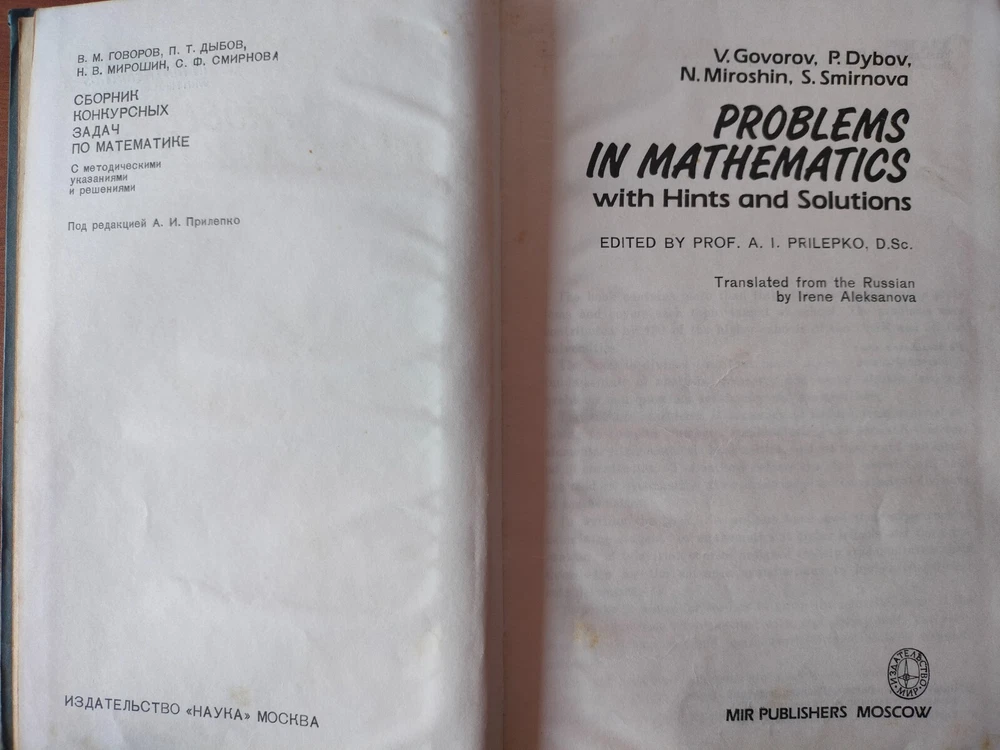 В. М. ГОВОРОВ, П. Т. ДЫБОВ,
Н. В. МИРОШИН, С. Ф. СМИРНОВА
СБОРНИК
КОНКУРСНЫХ
ЗАДАЧ
ПО МАТЕМАТИКЕ
С методическими
указаниями
и решениями
Под редакцией А. И. Прилепко
ИЗДАТЕЛЬСТВО «НАУКА» МОСКВА
V. Govorov, P. Dybov,
N. Miroshin, S. Smirnova
PROBLEMS
IN MATHEMATICS
with Hints and Solutions
EDITED BY PROF. A. I. PRILEPKO, D.Sc.
Translated from the Russian
by Irene Aleksanova
ИЗДАТЕЛЬСТВО
МИР
MIR PUBLISHERS MOSCOW